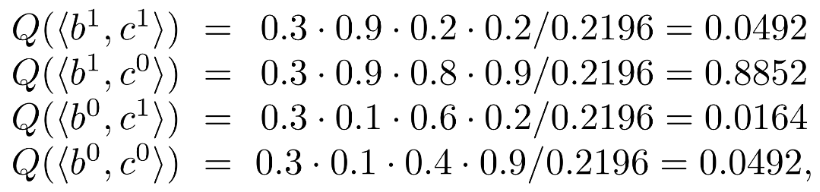 Q(⟨b¹, c¹⟩) = 0.3 · 0.9 · 0.2 · 0.2/0.2196 = 0.0492
Q(⟨b¹, c⁰⟩) = 0.3 · 0.9 · 0.8 · 0.9/0.2196 = 0.8852
Q(⟨b⁰, c¹⟩) = 0.3 · 0.1 · 0.6 · 0.2/0.2196 = 0.0164
Q(⟨b⁰, c⁰⟩) = 0.3 · 0.1 · 0.4 · 0.9/0.2196 = 0.0492,